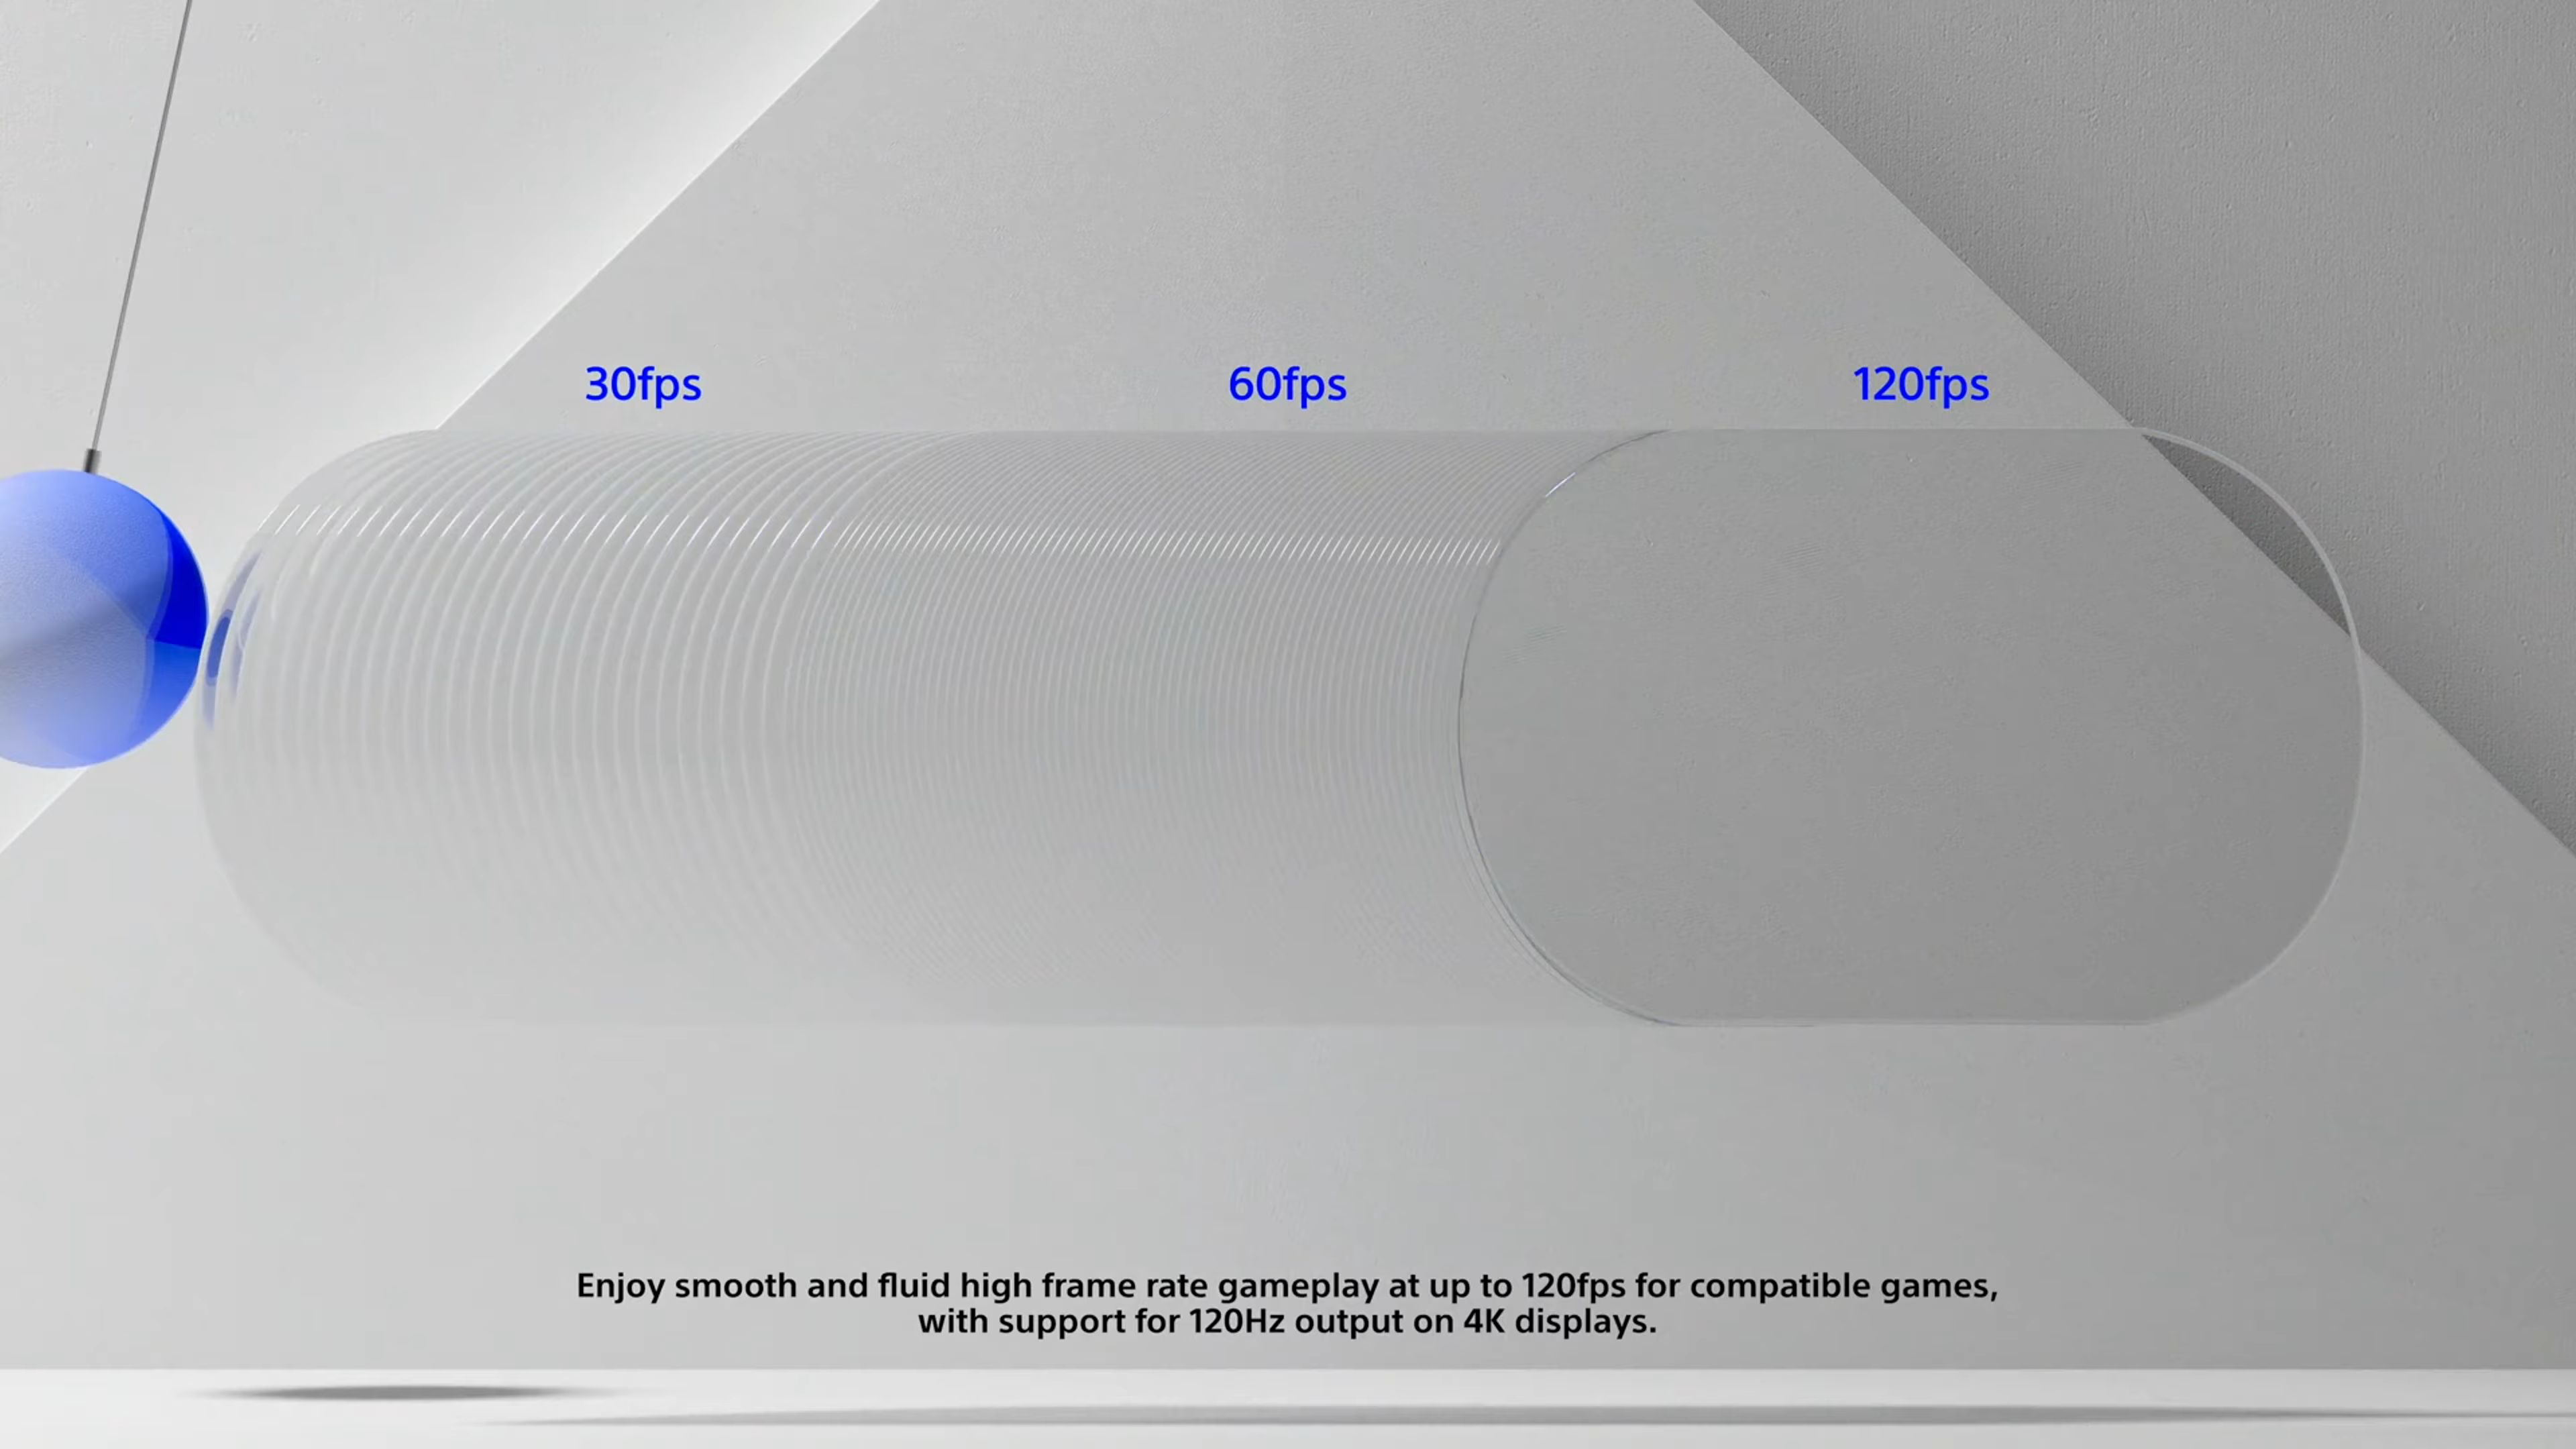 30fps
60fps
120fps
Enjoy smooth and fluid high frame rate gameplay at up to 120fps for compatible games,
with support for 120Hz output on 4K displays.